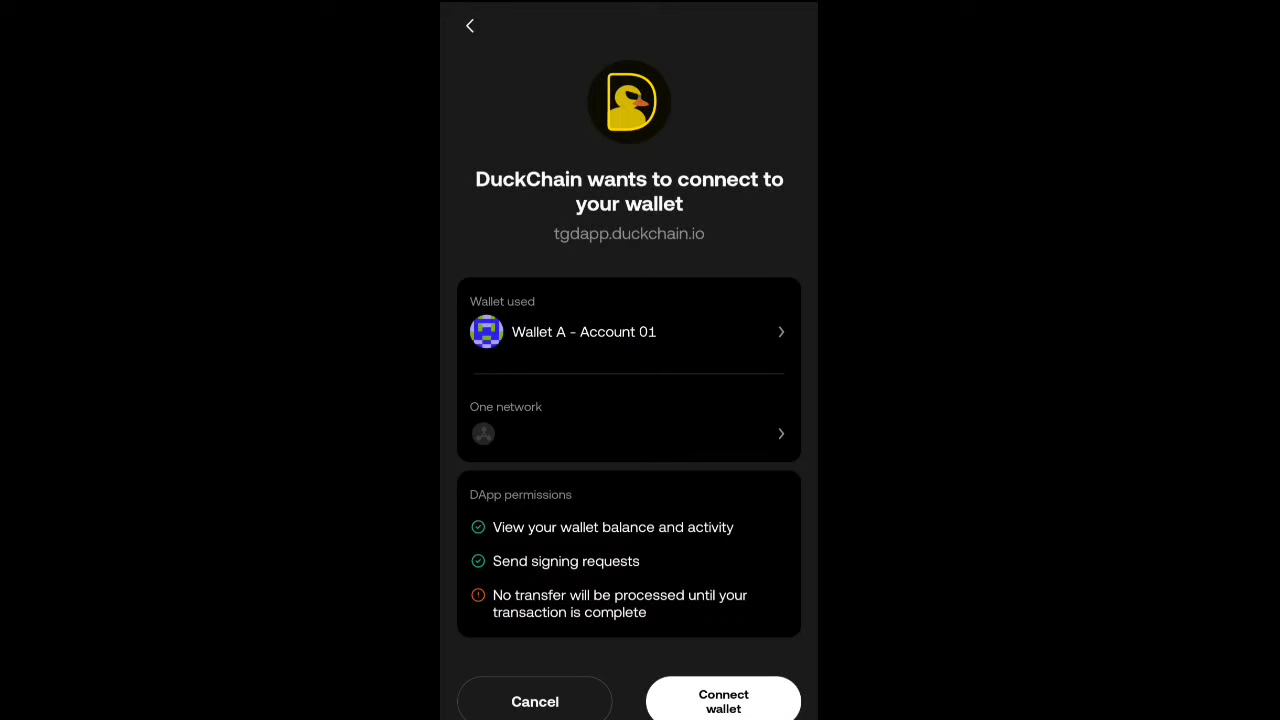 DuckChain wants to connect to
your wallet
tgdapp.duckchain.io
Wallet used
Wallet A - Account 01
One network
DApp permissions
View your wallet balance and activity
Send signing requests
No transfer will be processed until your
transaction is complete
Cancel
Connect
wallet